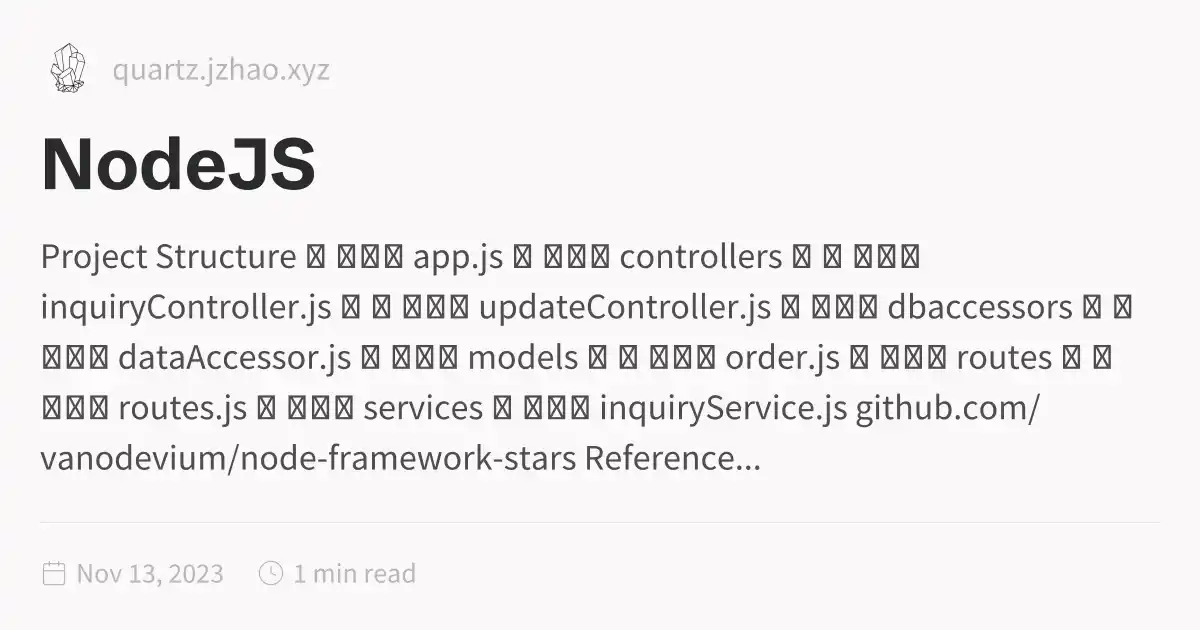 quartz.jzhao.xyz
NodeJS
Project Structure app.js controllers
inquiryController.js updateController.js dbaccessors
dataAccessor.js models order.js routes
routes.js services inquiryService.js github.com/
vanodevium/node-framework-stars Reference...
Nov 13, 2023 1 min read